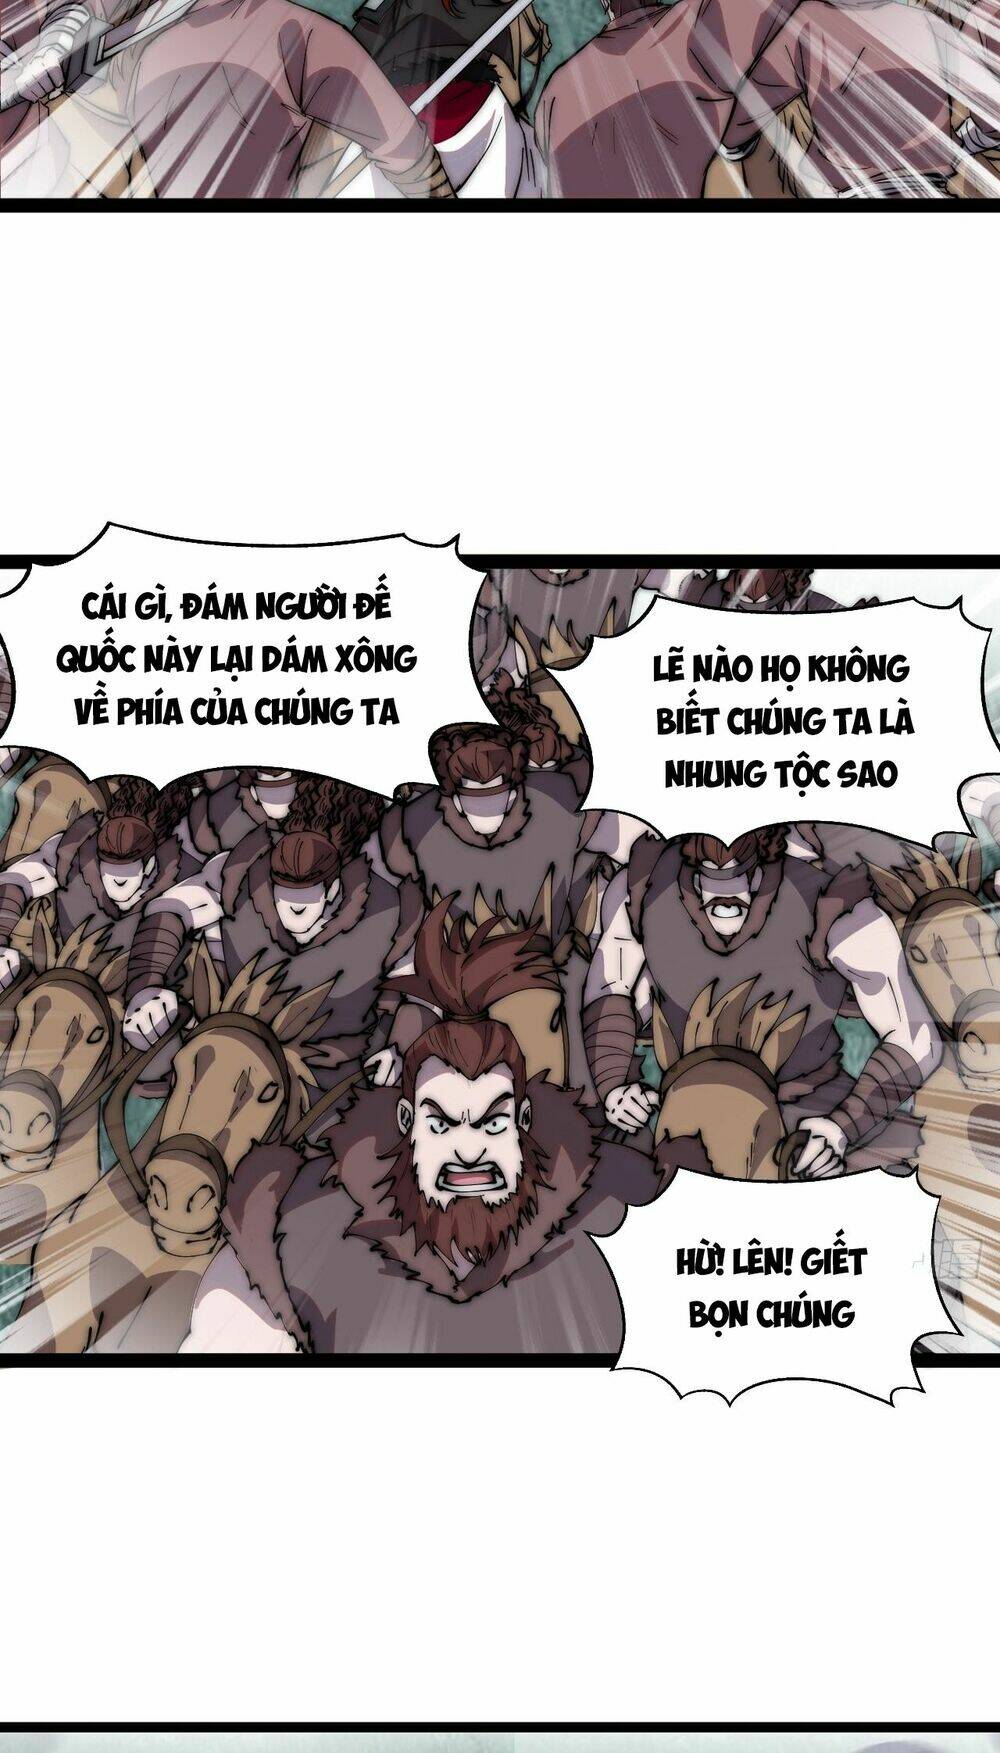 CÁI GÌ, ĐÁM NGƯỜI ĐẾ
QUỐC NÀY LẠI DÁM XÔNG
VỀ PHÍA CỦA CHÚNG TA
LẼ NÀO HỌ KHÔNG
BIẾT CHÚNG TA LÀ
NHUNG TỘC SAO
HỪ! LÊN! GIẾT
BỌN CHÚNG